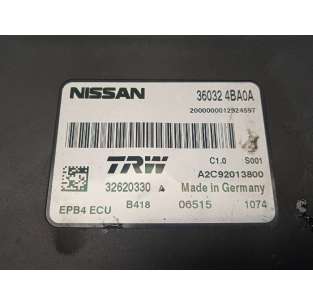 NISSAN 36032 4BA0A
2000000012924597
TRW C1.0 S001
32620330 A2C92013800
Made in Germany
EPB4 ECU B418 06515 1074